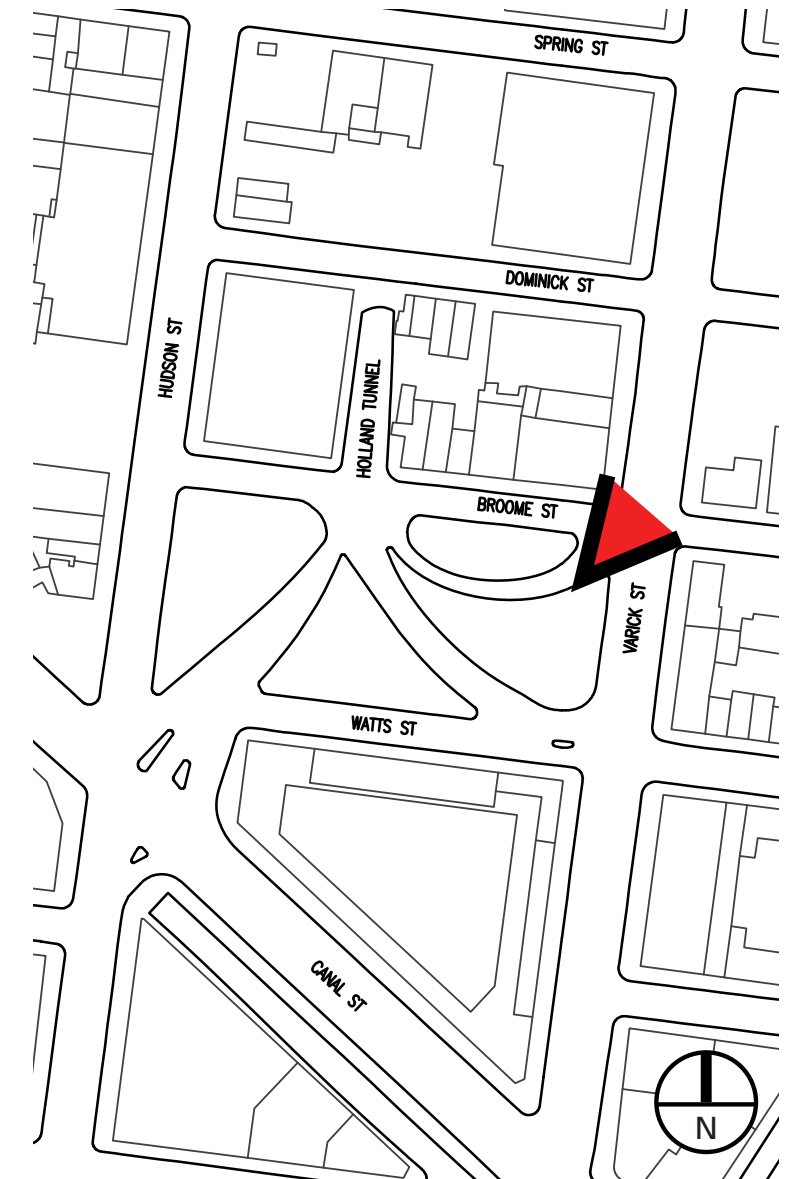 SPRING ST
DOMINICK ST
HUDSON ST
HOLLAND TUNNEL
BROOME ST
VARICK ST
WATTS ST
CANAL ST
N